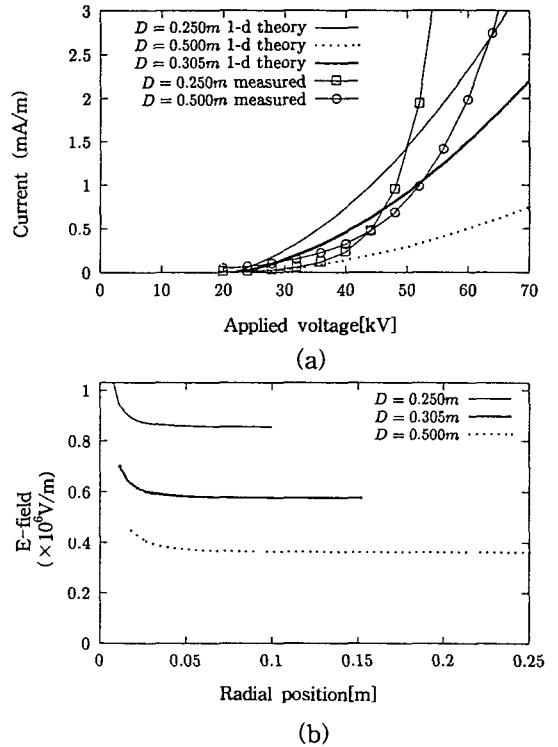 D = 0.250m 1-d theory
D = 0.500m 1-d theory
D = 0.305m 1-d theory
D = 0.250m measured
D = 0.500m measured
Current (mA/m)
3
2.5
2
1.5
1
0.5
0
0 10 20 30 40 50 60 70
Applied voltage[kV]
(a)
D = 0.250m
D = 0.305m
D = 0.500m
E-field
(×10⁶V/m)
1
0.8
0.6
0.4
0.2
0
0 0.05 0.1 0.15 0.2 0.25
Radial position[m]
(b)